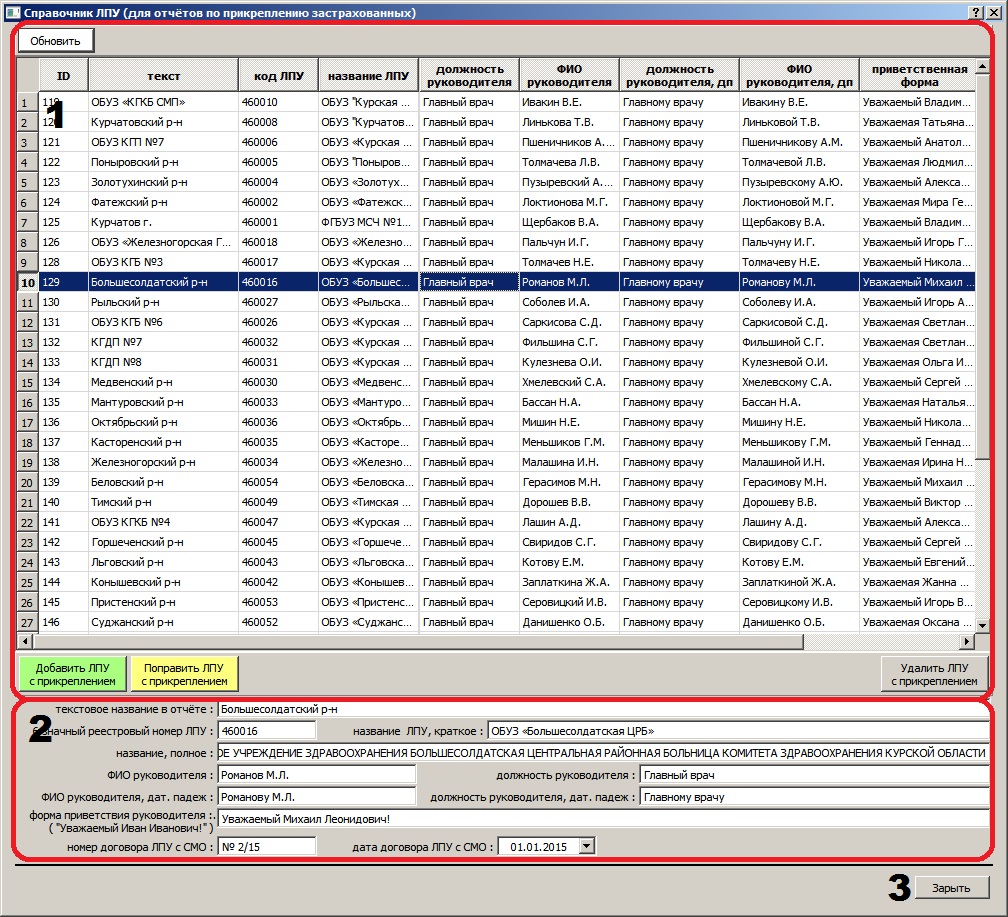 Справочник ЛПУ (для отчётов по прикреплению застрахованных)
Обновить
ID текст код ЛПУ название ЛПУ должность руководителя ФИО руководителя должность руководителя, дп ФИО руководителя, дп приветственная форма
1 ОБУЗ «КГКБ СМП» 460010 ОБУЗ "Курская ... Главный врач Ивакин В.Е. Главному врачу Ивакину В.Е. Уважаемый Владим...
2 Курчатовский р-н 460008 ОБУЗ "Курчатов... Главный врач Линькова Т.В. Главному врачу Линьковой Т.В. Уважаемая Татьяна...
3 121 ОБУЗ КГП №7 460006 ОБУЗ «Курская ... Главный врач Пшеничников А.... Главному врачу Пшеничникову А.М. Уважаемый Анатол...
4 122 Поныровский р-н 460005 ОБУЗ "Поныров... Главный врач Толмачева Л.В. Главному врачу Толмачевой Л.В. Уважаемая Людмил...
5 123 Золотухинский р-н 460004 ОБУЗ «Золотух... Главный врач Пузыревский А.... Главному врачу Пузыревскому А.Ю. Уважаемый Алекса...
6 124 Фатежский р-н 460002 ОБУЗ «Фатежск... Главный врач Локтионова М.Г. Главному врачу Локтионовой М.Г. Уважаемая Мира Ге...
7 125 Курчатов г. 460001 ФГБУЗ МСЧ №1... Главный врач Щербаков В.А. Главному врачу Щербакову В.А. Уважаемый Владим...
8 126 ОБУЗ «Железногорская Г... 460018 ОБУЗ «Железно... Главный врач Пальчун И.Г. Главному врачу Пальчуну И.Г. Уважаемый Игорь Г...
9 128 ОБУЗ КГБ №3 460017 ОБУЗ «Курская ... Главный врач Толмачев Н.Е. Главному врачу Толмачеву Н.Е. Уважаемый Никола...
10 129 Большесолдатский р-н 460016 ОБУЗ «Большес... Главный врач Романов М.Л. Главному врачу Романову М.Л. Уважаемый Михаил ...
11 130 Рыльский р-н 460027 ОБУЗ «Рыльска... Главный врач Соболев И.А. Главному врачу Соболеву И.А. Уважаемый Игорь А...
12 131 ОБУЗ КГБ №6 460026 ОБУЗ «Курская ... Главный врач Саркисова С.Д. Главному врачу Саркисовой С.Д. Уважаемая Светлан...
13 132 КГДП №7 460032 ОБУЗ «Курская ... Главный врач Фильшина С.Г. Главному врачу Фильшиной С.Г. Уважаемая Светлан...
14 133 КГДП №8 460031 ОБУЗ «Курская ... Главный врач Кулезнева О.И. Главному врачу Кулезневой О.И. Уважаемая Ольга И...
15 134 Медвенский р-н 460030 ОБУЗ «Медвенс... Главный врач Хмелевский С.А. Главному врачу Хмелевскому С.А. Уважаемый Сергей ...
16 135 Мантуровский р-н 460033 ОБУЗ «Мантуро... Главный врач Бассан Н.А. Главному врачу Бассан Н.А. Уважаемая Наталья...
17 136 Октябрьский р-н 460036 ОБУЗ «Октябрь... Главный врач Мишин Н.Е. Главному врачу Мишину Н.Е. Уважаемый Никола...
18 137 Касторенский р-н 460035 ОБУЗ «Касторе... Главный врач Меньшиков Г.М. Главному врачу Меньшикову Г.М. Уважаемый Геннад...
19 138 Железногорский р-н 460034 ОБУЗ «Железно... Главный врач Малашина И.Н. Главному врачу Малашиной И.Н. Уважаемая Ирина Н...
20 139 Беловский р-н 460054 ОБУЗ «Беловска... Главный врач Герасимов М.Н. Главному врачу Герасимову М.Н. Уважаемый Михаил ...
21 140 Тимский р-н 460049 ОБУЗ «Тимская ... Главный врач Дорошев В.В. Главному врачу Дорошеву В.В. Уважаемый Виктор ...
22 141 ОБУЗ КГКБ №4 460047 ОБУЗ «Курская ... Главный врач Лашин А.Д. Главному врачу Лашину А.Д. Уважаемый Алекса...
23 142 Горшеченский р-н 460045 ОБУЗ «Горшече... Главный врач Свиридов С.Г. Главному врачу Свиридову С.Г. Уважаемый Сергей ...
24 143 Льговский р-н 460043 ОБУЗ «Льговска... Главный врач Котову Е.М. Главному врачу Котову Е.М. Уважаемый Евгений...
25 144 Конышевский р-н 460042 ОБУЗ «Конышев... Главный врач Заплаткина Ж.А. Главному врачу Заплаткиной Ж.А. Уважаемая Жанна ...
26 145 Пристенский р-н 460053 ОБУЗ «Пристенс... Главный врач Серовицкий И.В. Главному врачу Серовицкому И.В. Уважаемый Игорь В...
27 146 Суджанский р-н 460052 ОБУЗ «Суджанс... Главный врач Данишенко О.Б. Главному врачу Данишенко О.Б. Уважаемая Оксана ...
1
Добавить ЛПУ
с прикреплением
Поправить ЛПУ
с прикреплением
Удалить ЛПУ
с прикреплением
2
текстовое название в отчёте : Большесолдатский р-н
реестровый номер ЛПУ : 460016 название ЛПУ, краткое : ОБУЗ «Большесолдатская ЦРБ»
название, полное : ОЕ УЧРЕЖДЕНИЕ ЗДРАВООХРАНЕНИЯ БОЛЬШЕСОЛДАТСКАЯ ЦЕНТРАЛЬНАЯ РАЙОННАЯ БОЛЬНИЦА КОМИТЕТА ЗДРАВООХРАНЕНИЯ КУРСКОЙ ОБЛАСТИ
ФИО руководителя : Романов М.Л. должность руководителя : Главный врач
ФИО руководителя, дат. падеж : Романову М.Л. должность руководителя, дат. падеж : Главному врачу
форма приветствия руководителя :.
( "Уважаемый Иван Иванович!" ) Уважаемый Михаил Леонидович!
номер договора ЛПУ с СМО : № 2/15 дата договора ЛПУ с СМО : 01.01.2015
3 Зарыть